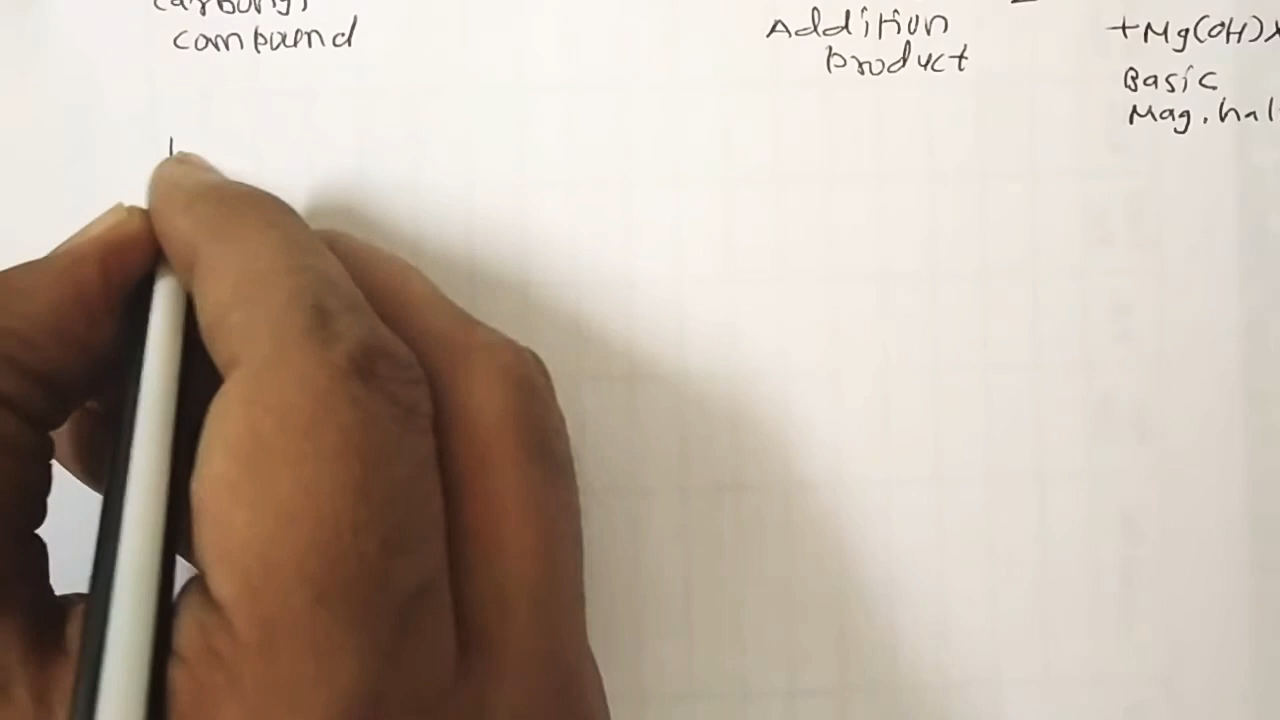 compound
Addition
product
+Mg(OH)X
Basic
Mag. hal